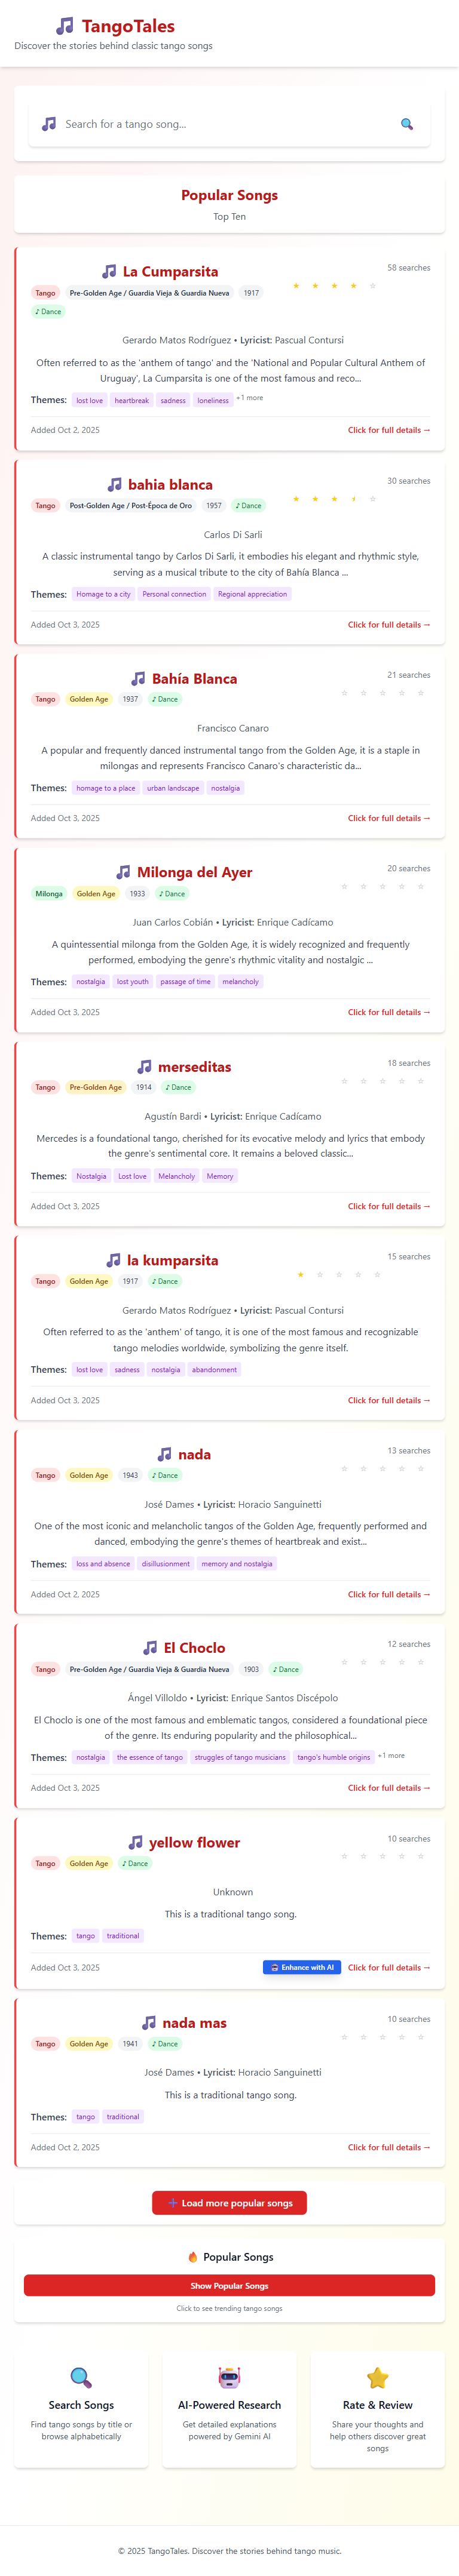 TangoTales
Discover the stories behind classic tango songs
Search for a tango song...
Popular Songs
Top Ten
La Cumparsita
58 searches
Tango Pre-Golden Age / Guardia Vieja & Guardia Nueva 1917
♪ Dance
Gerardo Matos Rodríguez • Lyricist: Pascual Contursi
Often referred to as the 'anthem of tango' and the 'National and Popular Cultural Anthem of
Uruguay', La Cumparsita is one of the most famous and reco...
Themes: lost love heartbreak sadness loneliness +1 more
Added Oct 2, 2025 Click for full details →
bahia blanca
30 searches
Tango Post-Golden Age / Post-Época de Oro 1957 ♪ Dance
Carlos Di Sarli
A classic instrumental tango by Carlos Di Sarli, it embodies his elegant and rhythmic style,
serving as a musical tribute to the city of Bahía Blanca ...
Themes: Homage to a city Personal connection Regional appreciation
Added Oct 3, 2025 Click for full details →
Bahía Blanca
21 searches
Tango Golden Age 1937 ♪ Dance
Francisco Canaro
A popular and frequently danced instrumental tango from the Golden Age, it is a staple in
milongas and represents Francisco Canaro's characteristic da...
Themes: homage to a place urban landscape nostalgia
Added Oct 3, 2025 Click for full details →
Milonga del Ayer
20 searches
Milonga Golden Age 1933 ♪ Dance
Juan Carlos Cobián • Lyricist: Enrique Cadícamo
A quintessential milonga from the Golden Age, it is widely recognized and frequently
performed, embodying the genre's rhythmic vitality and nostalgic ...
Themes: nostalgia lost youth passage of time melancholy
Added Oct 3, 2025 Click for full details →
merseditas
18 searches
Tango Pre-Golden Age 1914 ♪ Dance
Agustín Bardi • Lyricist: Enrique Cadícamo
Mercedes is a foundational tango, cherished for its evocative melody and lyrics that embody
the genre's sentimental core. It remains a beloved classic...
Themes: Nostalgia Lost love Melancholy Memory
Added Oct 3, 2025 Click for full details →
la kumparsita
15 searches
Tango Golden Age 1917 ♪ Dance
Gerardo Matos Rodríguez • Lyricist: Pascual Contursi
Often referred to as the 'anthem' of tango, it is one of the most famous and recognizable
tango melodies worldwide, symbolizing the genre itself.
Themes: lost love sadness nostalgia abandonment
Added Oct 3, 2025 Click for full details →
nada
13 searches
Tango Golden Age 1943 ♪ Dance
José Dames • Lyricist: Horacio Sanguinetti
One of the most iconic and melancholic tangos of the Golden Age, frequently performed and
danced, embodying the genre's themes of heartbreak and exist...
Themes: loss and absence disillusionment memory and nostalgia
Added Oct 2, 2025 Click for full details →
El Choclo
12 searches
Tango Pre-Golden Age / Guardia Vieja & Guardia Nueva 1903 ♪ Dance
Ángel Villoldo • Lyricist: Enrique Santos Discépolo
El Choclo is one of the most famous and emblematic tangos, considered a foundational piece
of the genre. Its enduring popularity and the philosophical...
Themes: nostalgia the essence of tango struggles of tango musicians tango's humble origins +1 more
Added Oct 3, 2025 Click for full details →
yellow flower
10 searches
Tango Golden Age ♪ Dance
Unknown
This is a traditional tango song.
Themes: tango traditional
Added Oct 3, 2025 Enhance with AI Click for full details →
nada mas
10 searches
Tango Golden Age 1941 ♪ Dance
José Dames • Lyricist: Horacio Sanguinetti
This is a traditional tango song.
Themes: tango traditional
Added Oct 2, 2025 Click for full details →
Load more popular songs
Popular Songs
Show Popular Songs
Click to see trending tango songs
Search Songs
Find tango songs by title or
browse alphabetically
AI-Powered Research
Get detailed explanations
powered by Gemini AI
Rate & Review
Share your thoughts and
help others discover great
songs
© 2025 TangoTales. Discover the stories behind tango music.